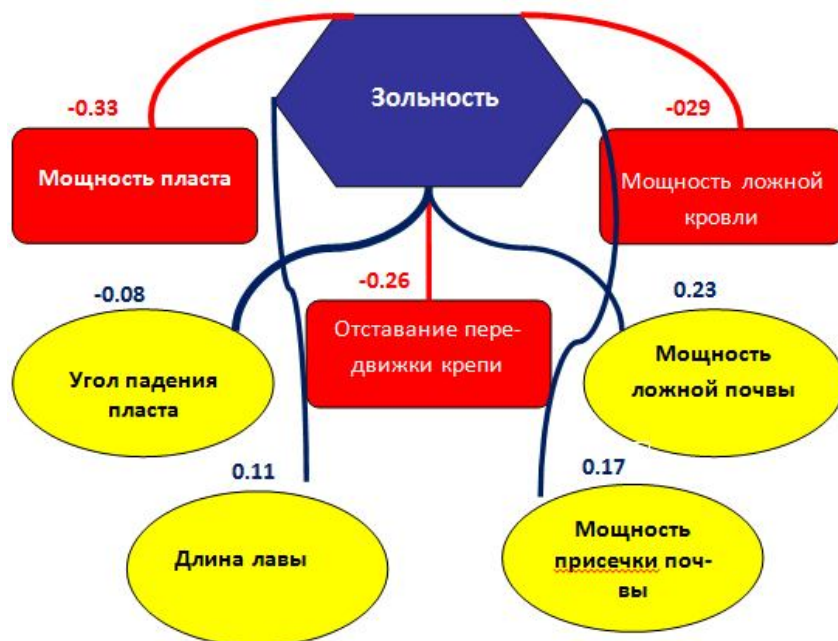 Зольность
-0.33
-029
Мощность пласта
Мощность ложной
кровли
-0.08
-0.26
0.23
Угол падения
пласта
Отставание пере-
движки крепи
Мощность
ложной почвы
0.11
0.17
Длина лавы
Мощность
присечки поч-
вы